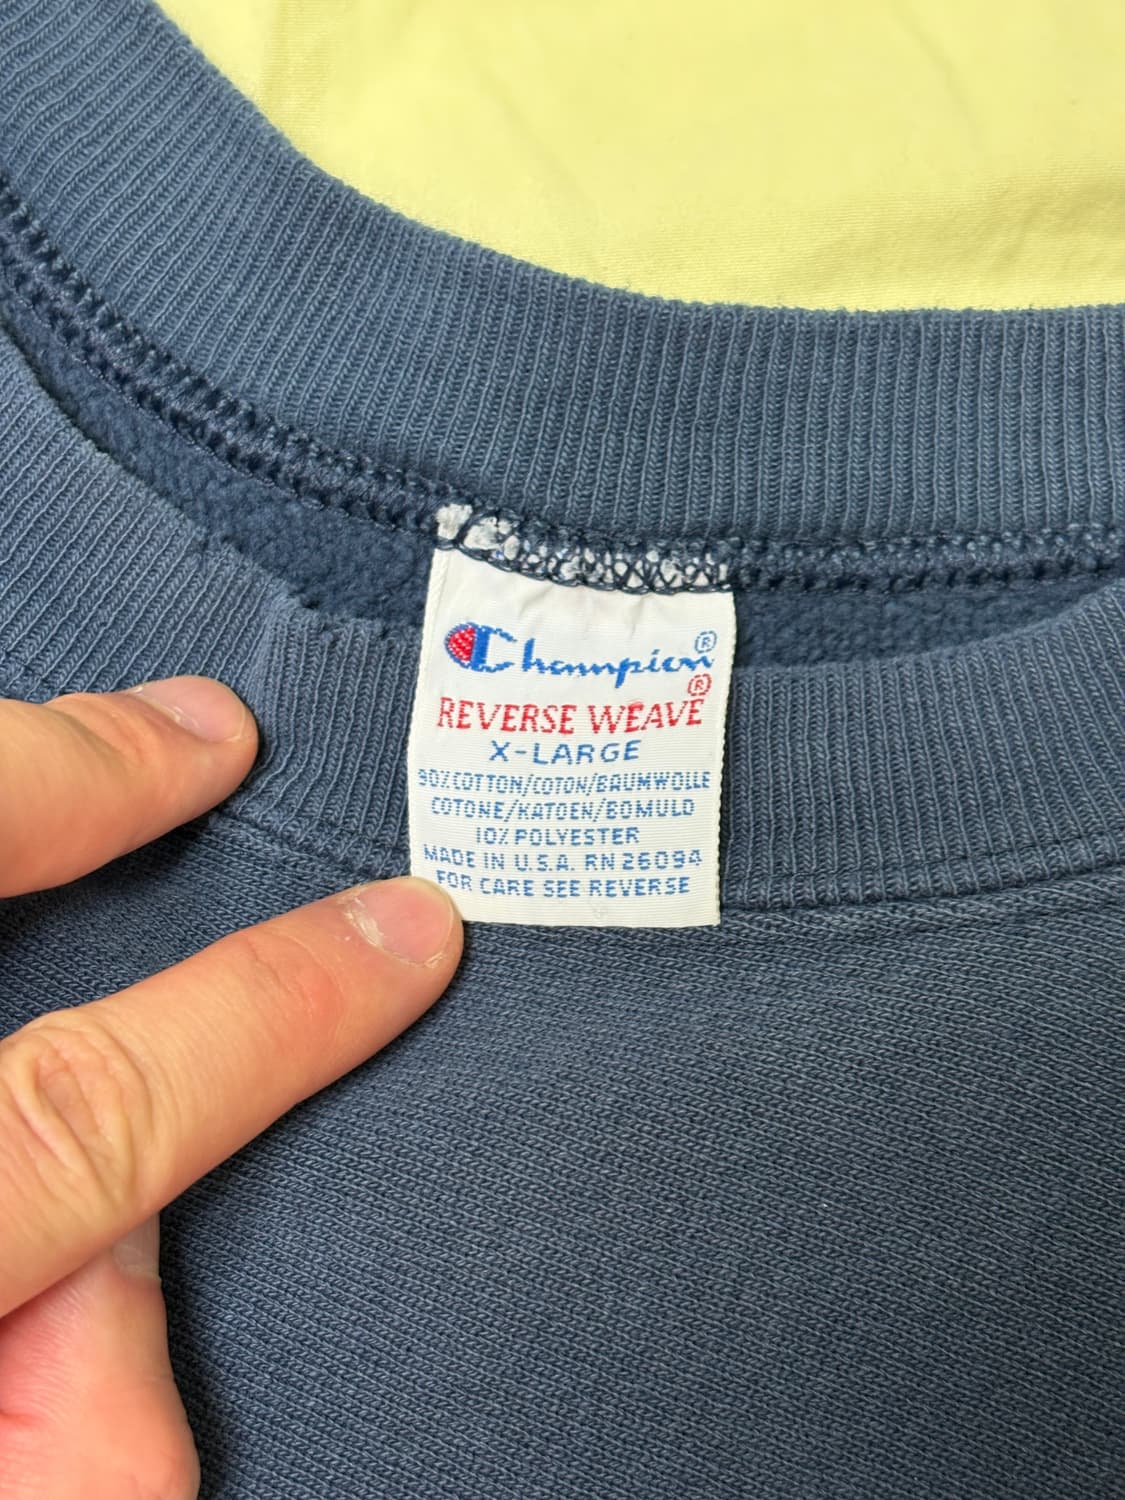 Champion®
REVERSE WEAVE®
X-LARGE
90% COTTON/COTON/BAUMWOLLE
COTONE/KATOEN/BOMULD
10% POLYESTER
MADE IN U.S.A. RN 26094
FOR CARE SEE REVERSE